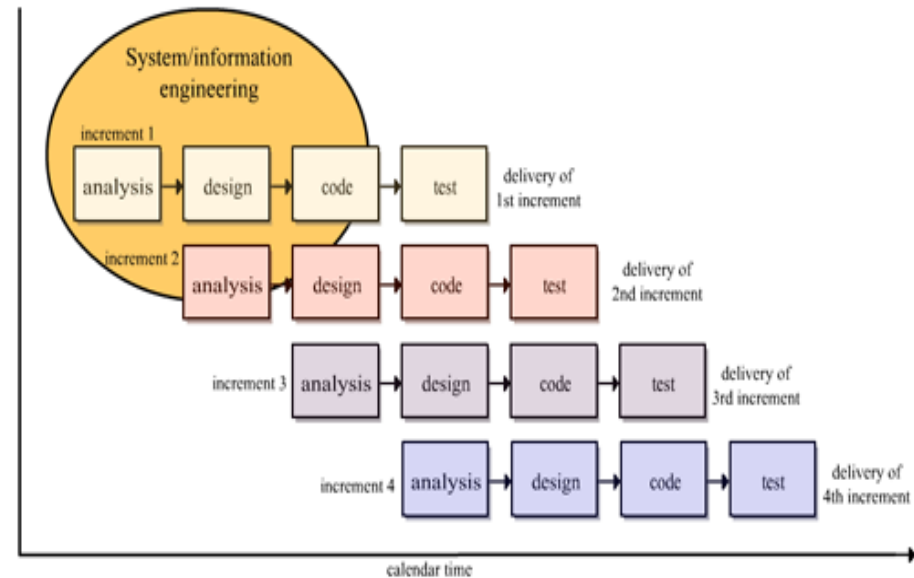 System/information
engineering
increment 1
analysis
design
code
test
delivery of
1st increment
increment 2
analysis
design
code
test
delivery of
2nd increment
increment 3
analysis
design
code
test
delivery of
3rd increment
increment 4
analysis
design
code
test
delivery of
4th increment
calendar time